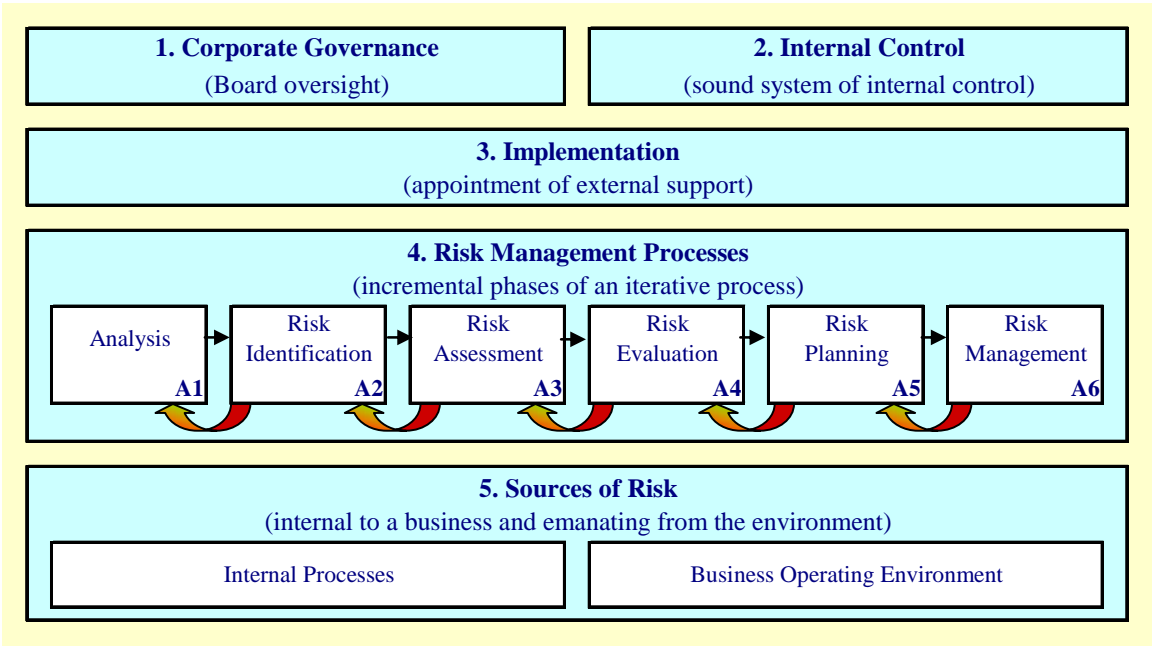 1. Corporate Governance
(Board oversight)
2. Internal Control
(sound system of internal control)
3. Implementation
(appointment of external support)
4. Risk Management Processes
(incremental phases of an iterative process)
Analysis
A1
Risk
Identification
A2
Risk
Assessment
A3
Risk
Evaluation
A4
Risk
Planning
A5
Risk
Management
A6
5. Sources of Risk
(internal to a business and emanating from the environment)
Internal Processes
Business Operating Environment